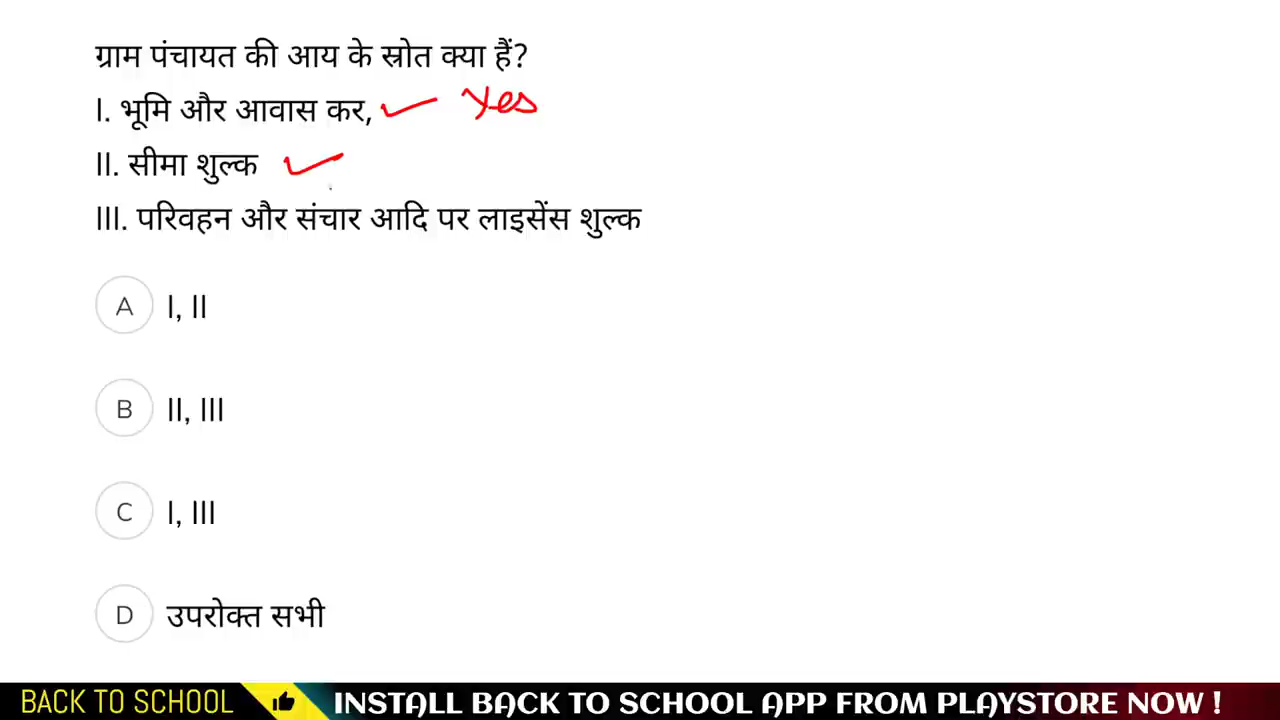 ग्राम पंचायत की आय के स्रोत क्या हैं?
I. भूमि और आवास कर, Yes
II. सीमा शुल्क
III. परिवहन और संचार आदि पर लाइसेंस शुल्क
A I, II
B II, III
C I, III
D उपरोक्त सभी
BACK TO SCHOOL INSTALL BACK TO SCHOOL APP FROM PLAYSTORE NOW !